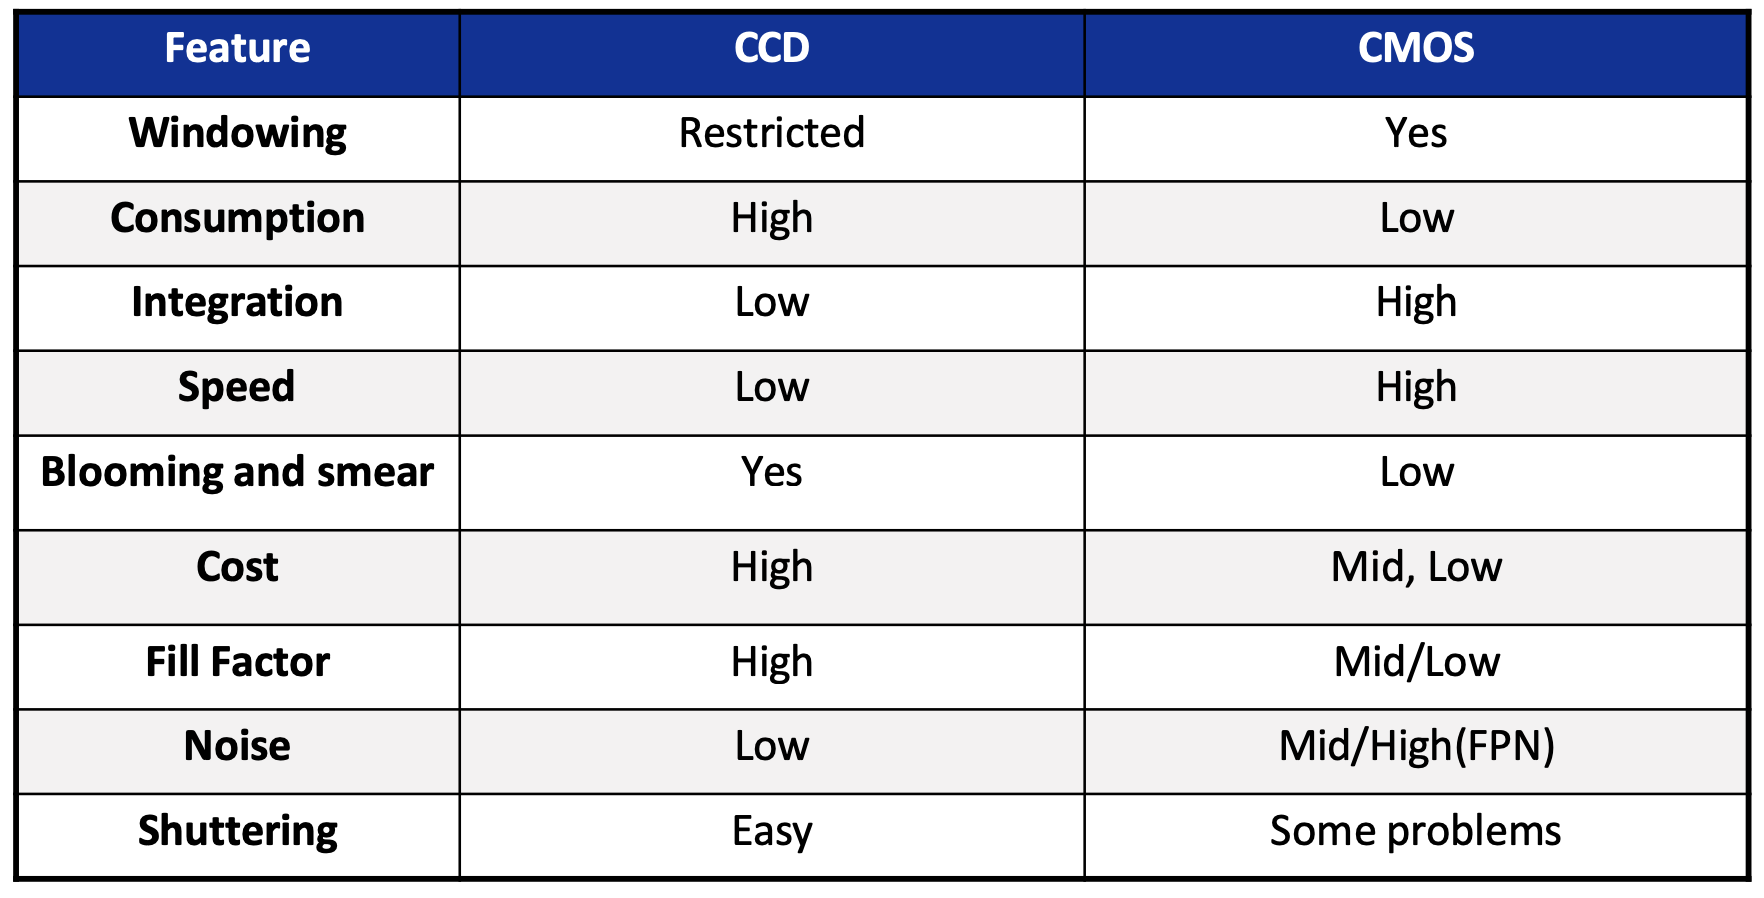 Feature CCD CMOS
Windowing Restricted Yes
Consumption High Low
Integration Low High
Speed Low High
Blooming and smear Yes Low
Cost High Mid, Low
Fill Factor High Mid/Low
Noise Low Mid/High(FPN)
Shuttering Easy Some problems